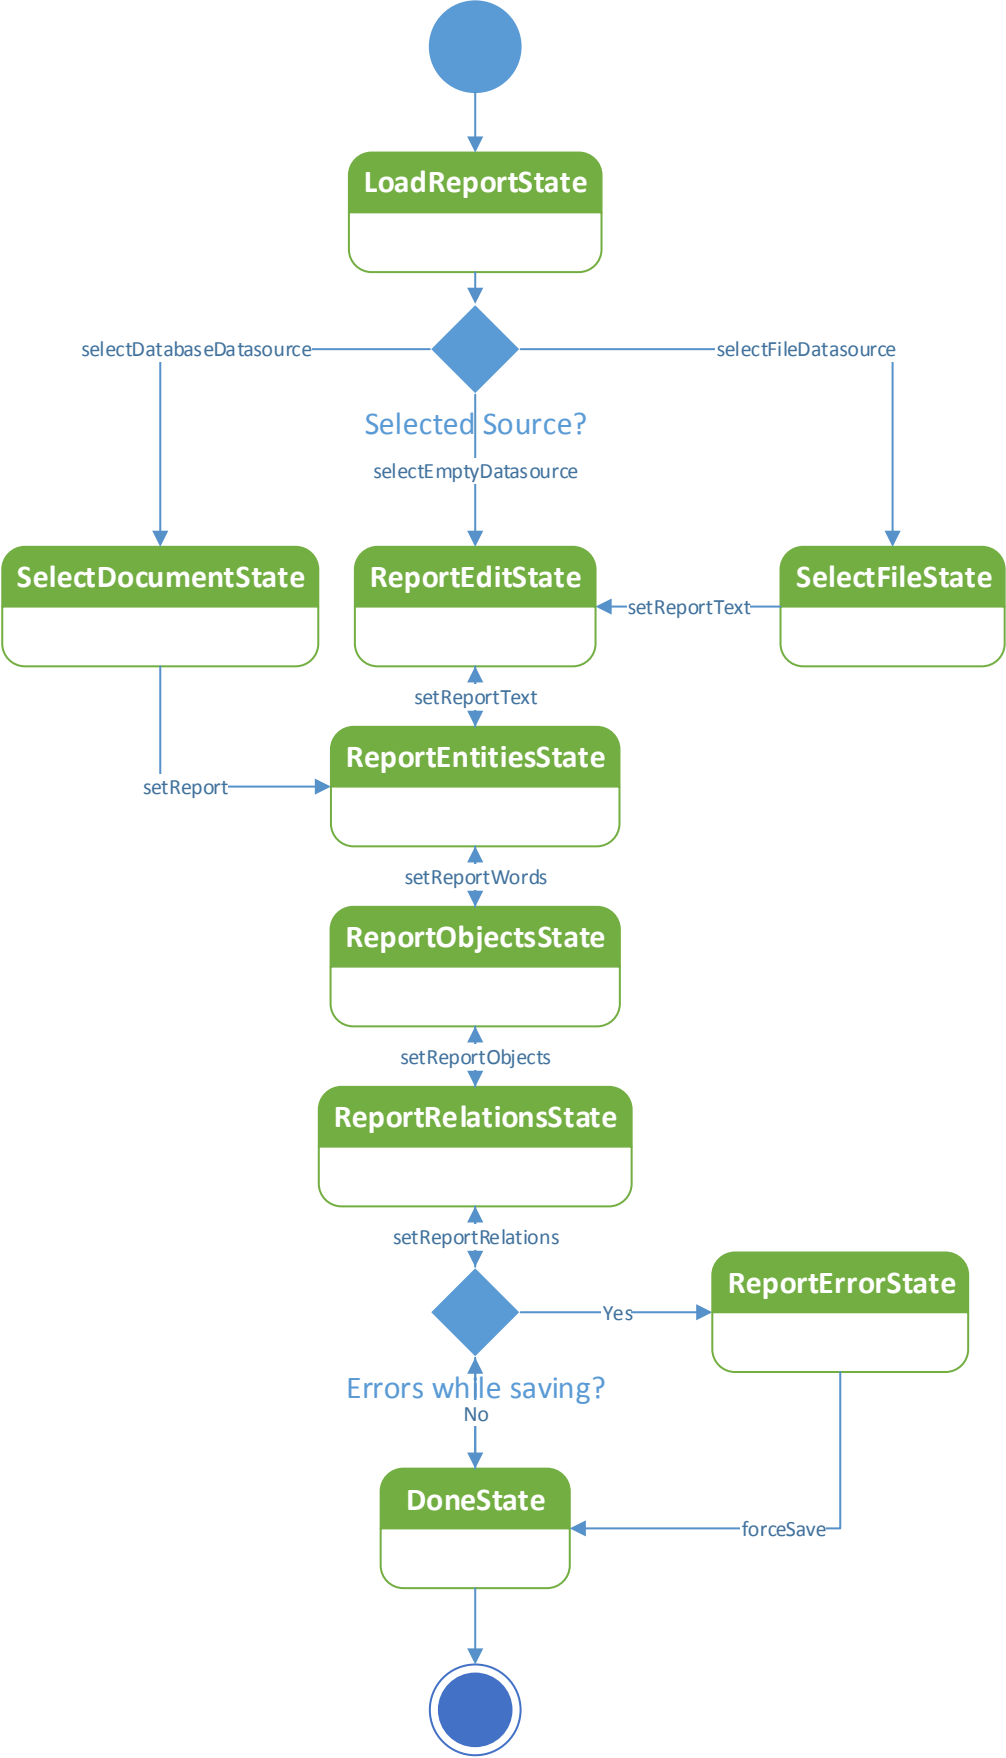 LoadReportState
selectDatabaseDatasource
selectFileDatasource
Selected Source?
selectEmptyDatasource
SelectDocumentState
ReportEditState
SelectFileState
setReportText
setReportText
ReportEntitiesState
setReport
setReportWords
ReportObjectsState
setReportObjects
ReportRelationsState
setReportRelations
ReportErrorState
Yes
Errors while saving?
No
DoneState
forceSave